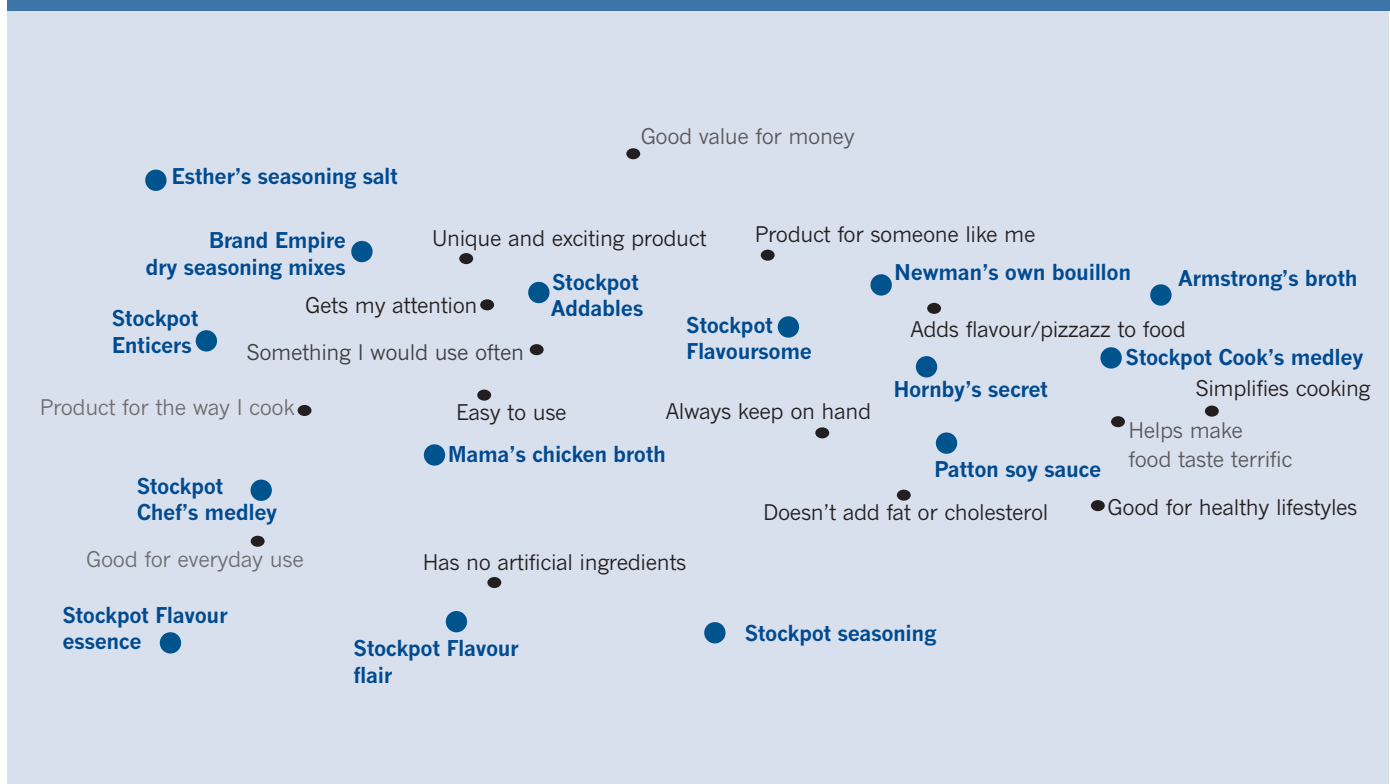 Good value for money
Esther’s seasoning salt
Brand Empire
dry seasoning mixes
Unique and exciting product
Product for someone like me
Newman’s own bouillon
Armstrong’s broth
Gets my attention
Stockpot
Addables
Stockpot
Enticers
Something I would use often
Stockpot
Flavoursome
Adds flavour/pizzazz to food
Stockpot Cook’s medley
Hornby’s secret
Simplifies cooking
Product for the way I cook
Easy to use
Always keep on hand
Helps make
food taste terrific
Mama’s chicken broth
Patton soy sauce
Stockpot
Chef’s medley
Doesn’t add fat or cholesterol
Good for healthy lifestyles
Good for everyday use
Has no artificial ingredients
Stockpot Flavour
essence
Stockpot Flavour
flair
Stockpot seasoning